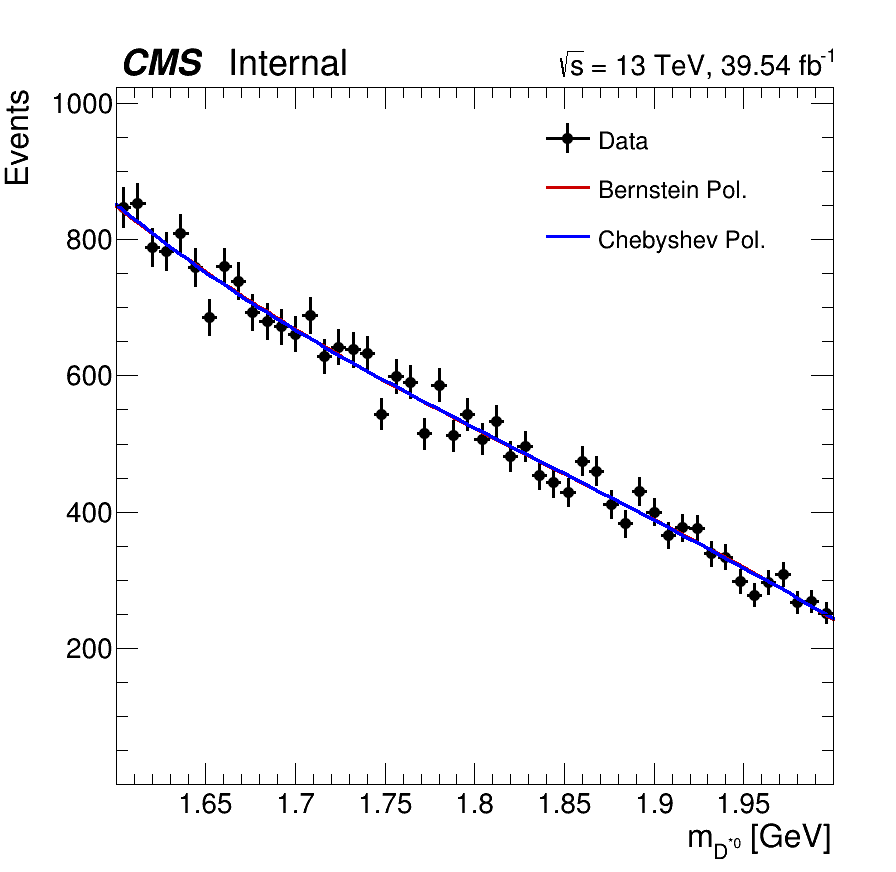 CMS Internal
√s = 13 TeV, 39.54 fb⁻¹
Events
1000
800
600
400
200
Data
Bernstein Pol.
Chebyshev Pol.
1.65 1.7 1.75 1.8 1.85 1.9 1.95
m_D*0 [GeV]